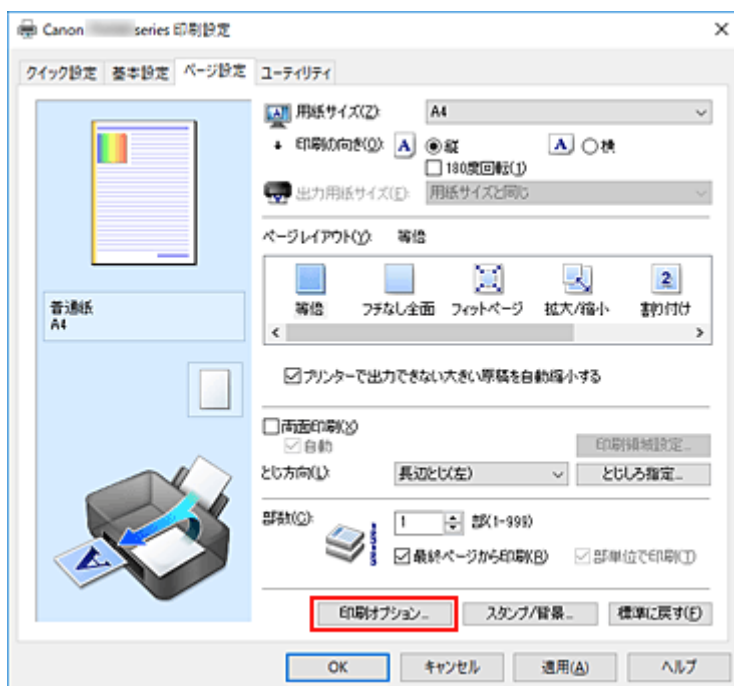 Canon series 印刷設定
クイック設定 基本設定 ページ設定 ユーティリティ
用紙サイズ(Z): A4
印刷の向き(O): A 縦 A 横
180度回転(1)
出力用紙サイズ(E): 用紙サイズと同じ
ページレイアウト(Y): 等倍
等倍 フチなし全面 フィットページ 拡大/縮小 2 割り付け
普通紙
A4
プリンターで出力できない大きい原稿を自動縮小する
両面印刷(X)
自動 印刷領域設定...
とじ方向(L): 長辺とじ(左) とじしろ指定...
部数(C): 1 部(1-999)
最終ページから印刷(R) 部単位で印刷(T)
印刷オプション... スタンプ/背景... 標準に戻す(F)
OK キャンセル 適用(A) ヘルプ